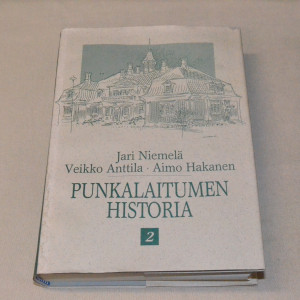 Jari Niemelä
Veikko Anttila · Aimo Hakanen
PUNKALAITUMEN
HISTORIA
2